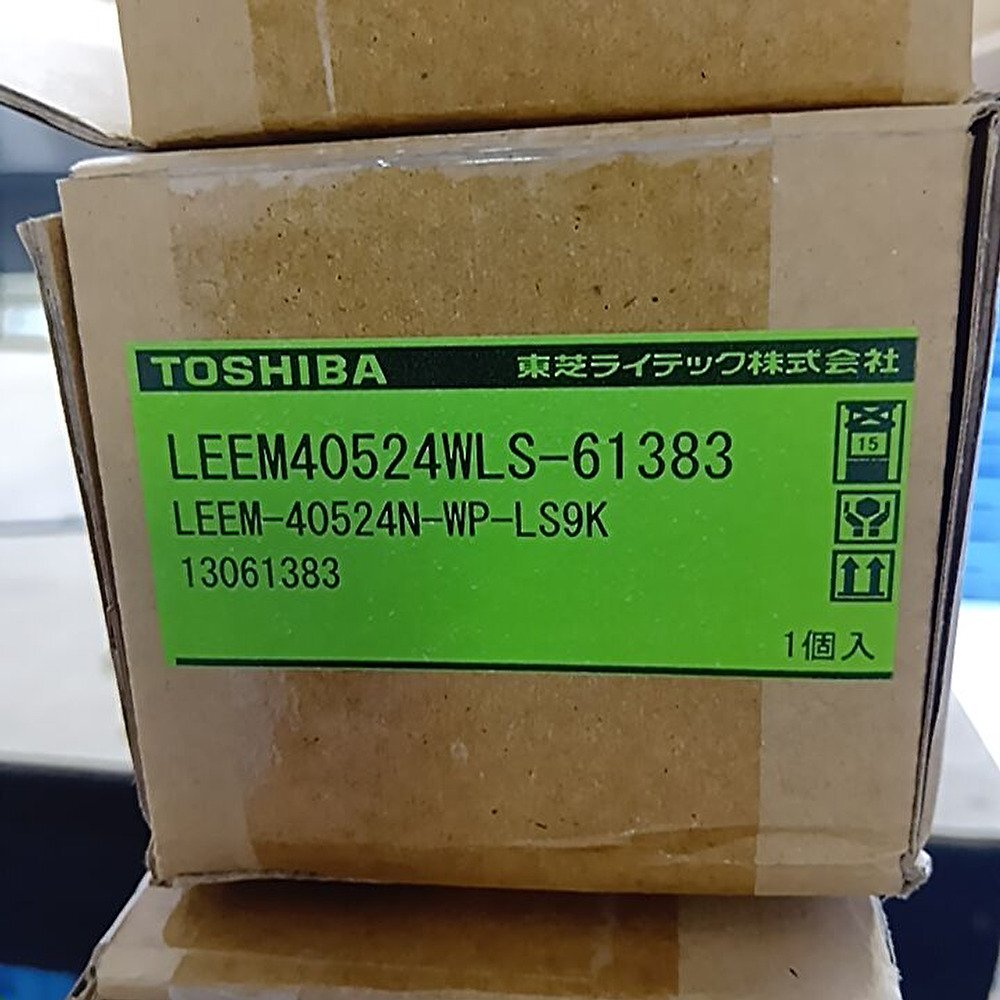 TOSHIBA 東芝ライテック株式会社
LEEM40524WLS-61383
15
LEEM-40524N-WP-LS9K
13061383
1個入